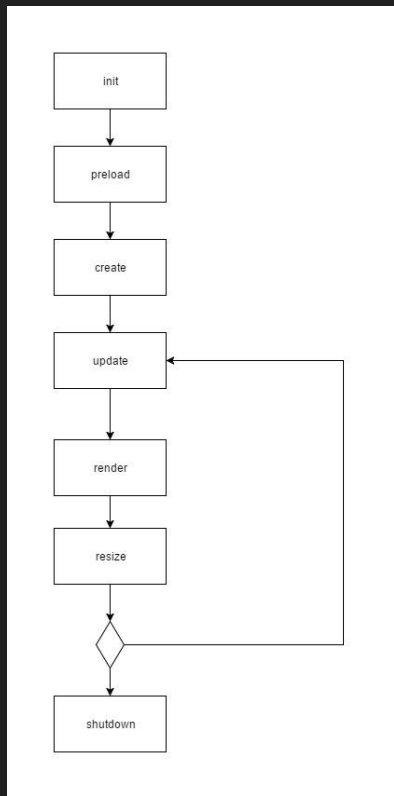 init
preload
create
update
render
resize
shutdown